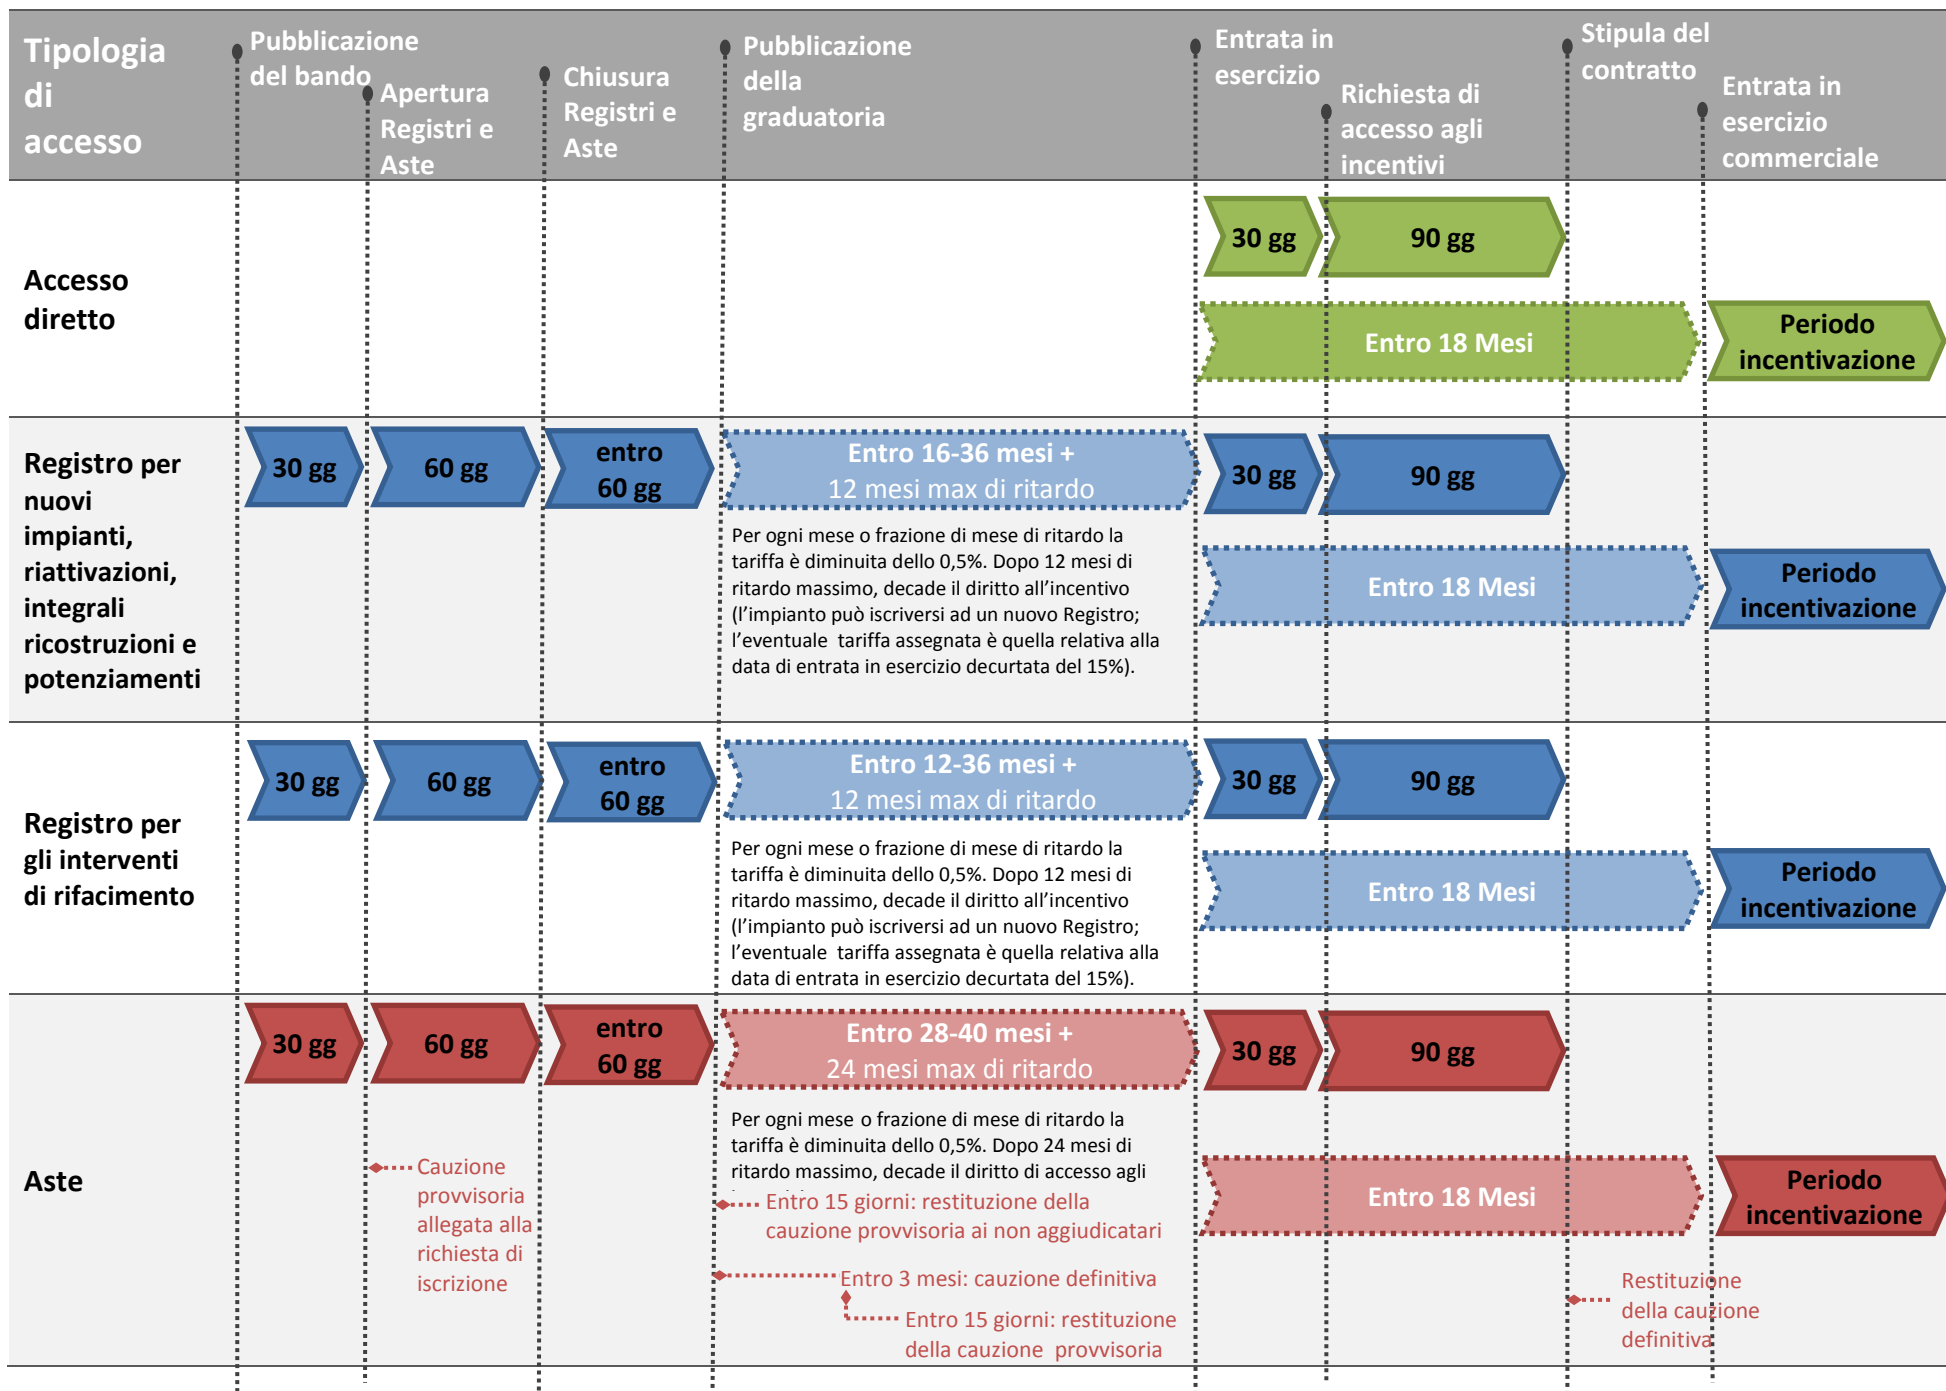 Tipologia
di
accesso
Pubblicazione
del bando
Apertura
Registri e
Aste
Chiusura
Registri e
Aste
Pubblicazione
della
graduatoria
Entrata in
esercizio
Richiesta di
accesso agli
incentivi
Stipula del
contratto
Entrata in
esercizio
commerciale
Accesso
diretto
30 gg
90 gg
Entro 18 Mesi
Periodo
incentivazione
Registro per
nuovi
impianti,
riattivazioni,
integrali
ricostruzioni e
potenziamenti
30 gg
60 gg
entro
60 gg
Entro 16-36 mesi +
12 mesi max di ritardo
Per ogni mese o frazione di mese di ritardo la
tariffa è diminuita dello 0,5%. Dopo 12 mesi di
ritardo massimo, decade il diritto all’incentivo
(l’impianto può iscriversi ad un nuovo Registro;
l’eventuale tariffa assegnata è quella relativa alla
data di entrata in esercizio decurtata del 15%).
30 gg
90 gg
Entro 18 Mesi
Periodo
incentivazione
Registro per
gli interventi
di rifacimento
30 gg
60 gg
entro
60 gg
Entro 12-36 mesi +
12 mesi max di ritardo
Per ogni mese o frazione di mese di ritardo la
tariffa è diminuita dello 0,5%. Dopo 12 mesi di
ritardo massimo, decade il diritto all’incentivo
(l’impianto può iscriversi ad un nuovo Registro;
l’eventuale tariffa assegnata è quella relativa alla
data di entrata in esercizio decurtata del 15%).
30 gg
90 gg
Entro 18 Mesi
Periodo
incentivazione
Aste
30 gg
60 gg
entro
60 gg
Entro 28-40 mesi +
24 mesi max di ritardo
Per ogni mese o frazione di mese di ritardo la
tariffa è diminuita dello 0,5%. Dopo 24 mesi di
ritardo massimo, decade il diritto di accesso agli
30 gg
90 gg
Entro 18 Mesi
Periodo
incentivazione
Cauzione
provvisoria
allegata alla
richiesta di
iscrizione
Entro 15 giorni: restituzione della
cauzione provvisoria ai non aggiudicatari
Entro 3 mesi: cauzione definitiva
Entro 15 giorni: restituzione
della cauzione provvisoria
Restituzione
della cauzione
definitiva